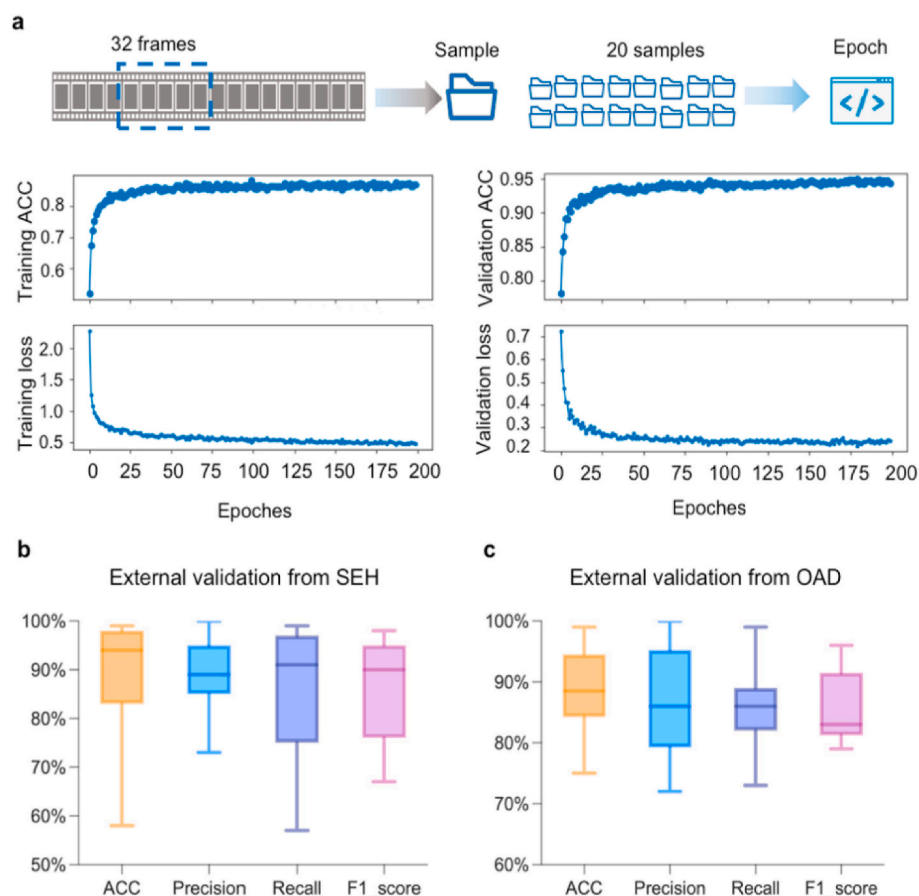 a
32 frames
Sample
20 samples
Epoch
</>
Training ACC
0.8
0.7
0.6
Validation ACC
0.95
0.90
0.85
0.80
Training loss
2.0
1.5
1.0
0.5
0 25 50 75 100 125 150 175 200
Epoches
Validation loss
0.7
0.6
0.5
0.4
0.3
0.2
0 25 50 75 100 125 150 175 200
Epoches
b
External validation from SEH
100%
90%
80%
70%
60%
50%
ACC Precision Recall F1_score
c
External validation from OAD
100%
90%
80%
70%
60%
ACC Precision Recall F1_score